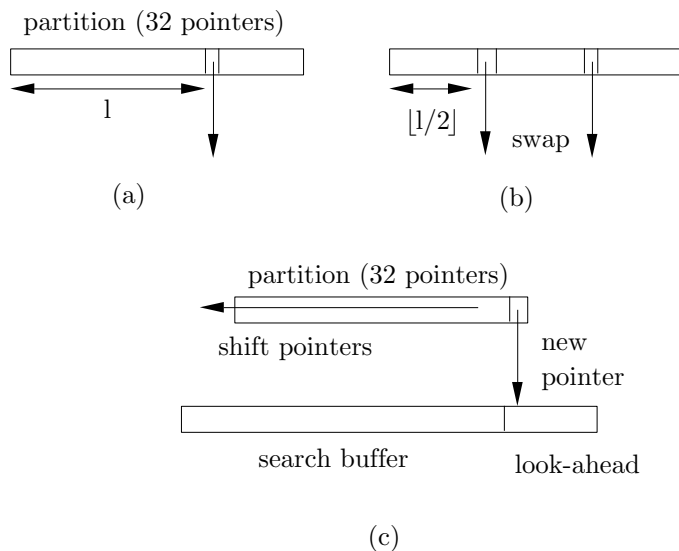 partition (32 pointers)
l
⌊l/2⌋
swap
(a)
(b)
partition (32 pointers)
shift pointers
new
pointer
search buffer
look-ahead
(c)